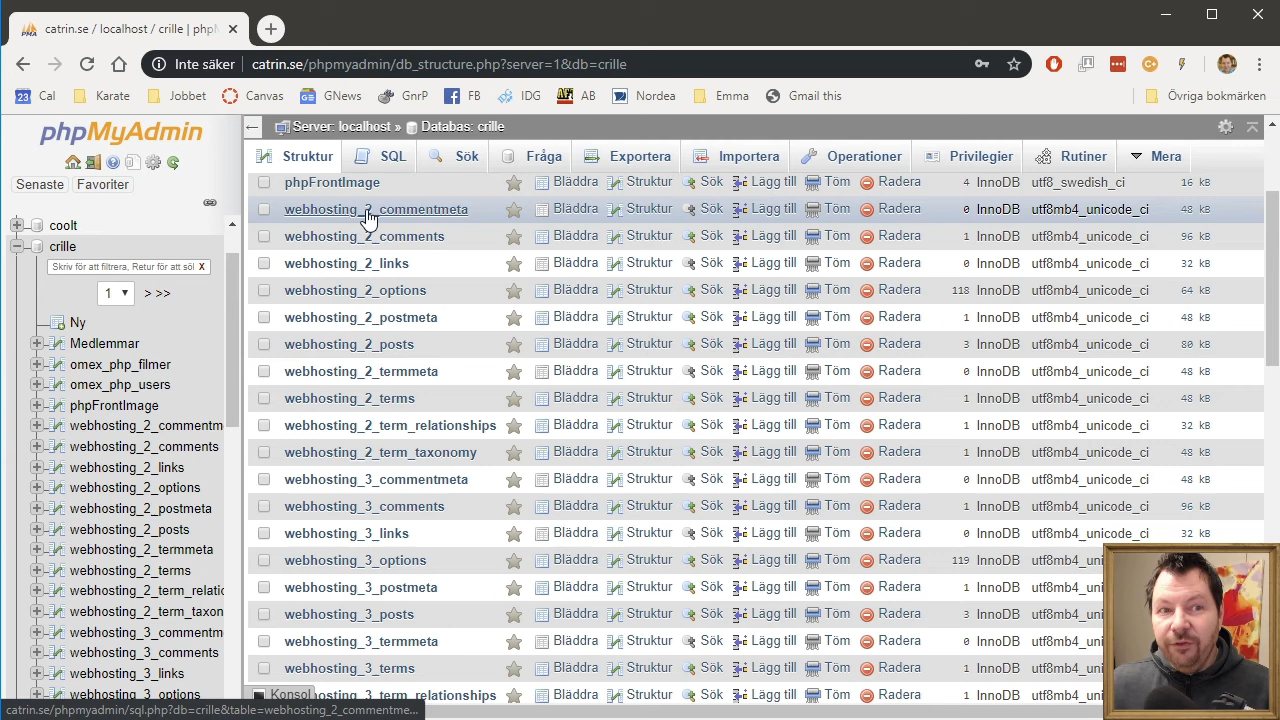 catrin.se / localhost / crille | phpM
Inte säker catrin.se/phpmyadmin/db_structure.php?server=1&db=crille
23 Cal Karate Jobbet Canvas GNews GnrP FB IDG AB Nordea Emma Gmail this Övriga bokmärken
phpMyAdmin
Senaste Favoriter
coolt
crille
Skriv för att filtrera, Retur för att söl X
1 > >>
Ny
Medlemmar
omex_php_filmer
omex_php_users
phpFrontImage
webhosting_2_commentm
webhosting_2_comments
webhosting_2_links
webhosting_2_options
webhosting_2_postmeta
webhosting_2_posts
webhosting_2_termmeta
webhosting_2_terms
webhosting_2_term_relatio
webhosting_2_term_taxon
webhosting_3_commentm
webhosting_3_comments
webhosting_3_links
webhosting_3_options
Server: localhost » Databas: crille
Struktur SQL Sök Fråga Exportera Importera Operationer Privilegier Rutiner Mera
phpFrontImage Bläddra Struktur Sök Lägg till Töm Radera 4 InnoDB utf8_swedish_ci 16 kB
webhosting_2_commentmeta Bläddra Struktur Sök Lägg till Töm Radera 0 InnoDB utf8mb4_unicode_ci 48 kB
webhosting_2_comments Bläddra Struktur Sök Lägg till Töm Radera 1 InnoDB utf8mb4_unicode_ci 96 kB
webhosting_2_links Bläddra Struktur Sök Lägg till Töm Radera 0 InnoDB utf8mb4_unicode_ci 32 kB
webhosting_2_options Bläddra Struktur Sök Lägg till Töm Radera 118 InnoDB utf8mb4_unicode_ci 64 kB
webhosting_2_postmeta Bläddra Struktur Sök Lägg till Töm Radera 1 InnoDB utf8mb4_unicode_ci 48 kB
webhosting_2_posts Bläddra Struktur Sök Lägg till Töm Radera 3 InnoDB utf8mb4_unicode_ci 80 kB
webhosting_2_termmeta Bläddra Struktur Sök Lägg till Töm Radera 0 InnoDB utf8mb4_unicode_ci 48 kB
webhosting_2_terms Bläddra Struktur Sök Lägg till Töm Radera 1 InnoDB utf8mb4_unicode_ci 48 kB
webhosting_2_term_relationships Bläddra Struktur Sök Lägg till Töm Radera 1 InnoDB utf8mb4_unicode_ci 32 kB
webhosting_2_term_taxonomy Bläddra Struktur Sök Lägg till Töm Radera 1 InnoDB utf8mb4_unicode_ci 48 kB
webhosting_3_commentmeta Bläddra Struktur Sök Lägg till Töm Radera 0 InnoDB utf8mb4_unicode_ci 48 kB
webhosting_3_comments Bläddra Struktur Sök Lägg till Töm Radera 1 InnoDB utf8mb4_unicode_ci 96 kB
webhosting_3_links Bläddra Struktur Sök Lägg till Töm Radera 0 InnoDB utf8mb4_unicode_ci 32 kB
webhosting_3_options Bläddra Struktur Sök Lägg till Töm Radera 119 InnoDB utf8mb4_uni
webhosting_3_postmeta Bläddra Struktur Sök Lägg till Töm Radera 1 InnoDB utf8mb4_uni
webhosting_3_posts Bläddra Struktur Sök Lägg till Töm Radera 3 InnoDB utf8mb4_uni
webhosting_3_termmeta Bläddra Struktur Sök Lägg till Töm Radera 0 InnoDB utf8mb4_uni
webhosting_3_terms Bläddra Struktur Sök Lägg till Töm Radera 1 InnoDB utf8mb4_uni
Konsol hosting_3_term_relationships Bläddra Struktur Sök Lägg till Töm Radera 1 InnoDB utf8mb4_uni
catrin.se/phpmyadmin/sql.php?db=crille&table=webhosting_2_commentme...